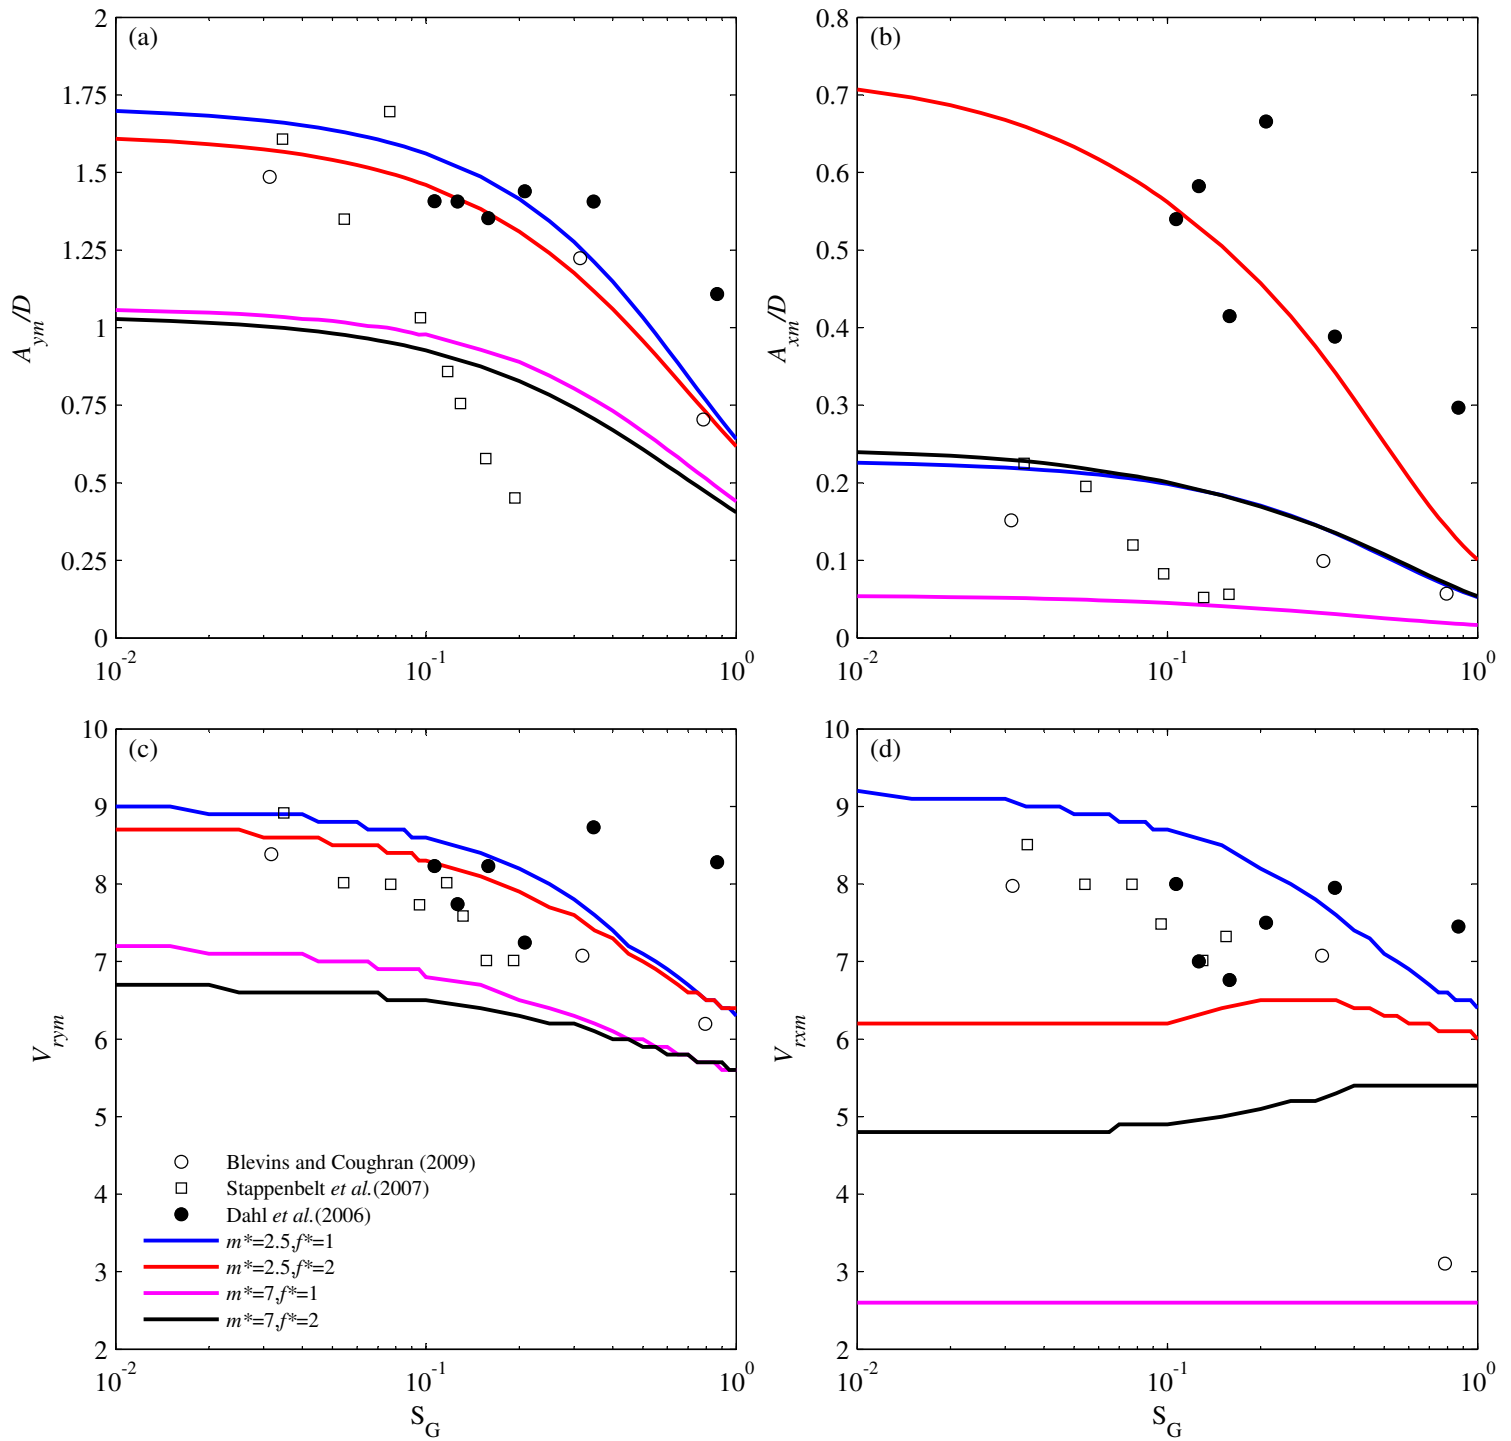 (a)
2
1.75
1.5
1.25
1
0.75
0.5
0.25
0
A_ym/D
10^-2
10^-1
10^0
(b)
0.8
0.7
0.6
0.5
0.4
0.3
0.2
0.1
0
A_xm/D
10^-2
10^-1
10^0
(c)
10
9
8
7
6
5
4
3
2
V_rym
Blevins and Coughran (2009)
Stappenbelt et al.(2007)
Dahl et al.(2006)
m*=2.5,f*=1
m*=2.5,f*=2
m*=7,f*=1
m*=7,f*=2
10^-2
10^-1
10^0
S_G
(d)
10
9
8
7
6
5
4
3
2
V_rxm
10^-2
10^-1
10^0
S_G